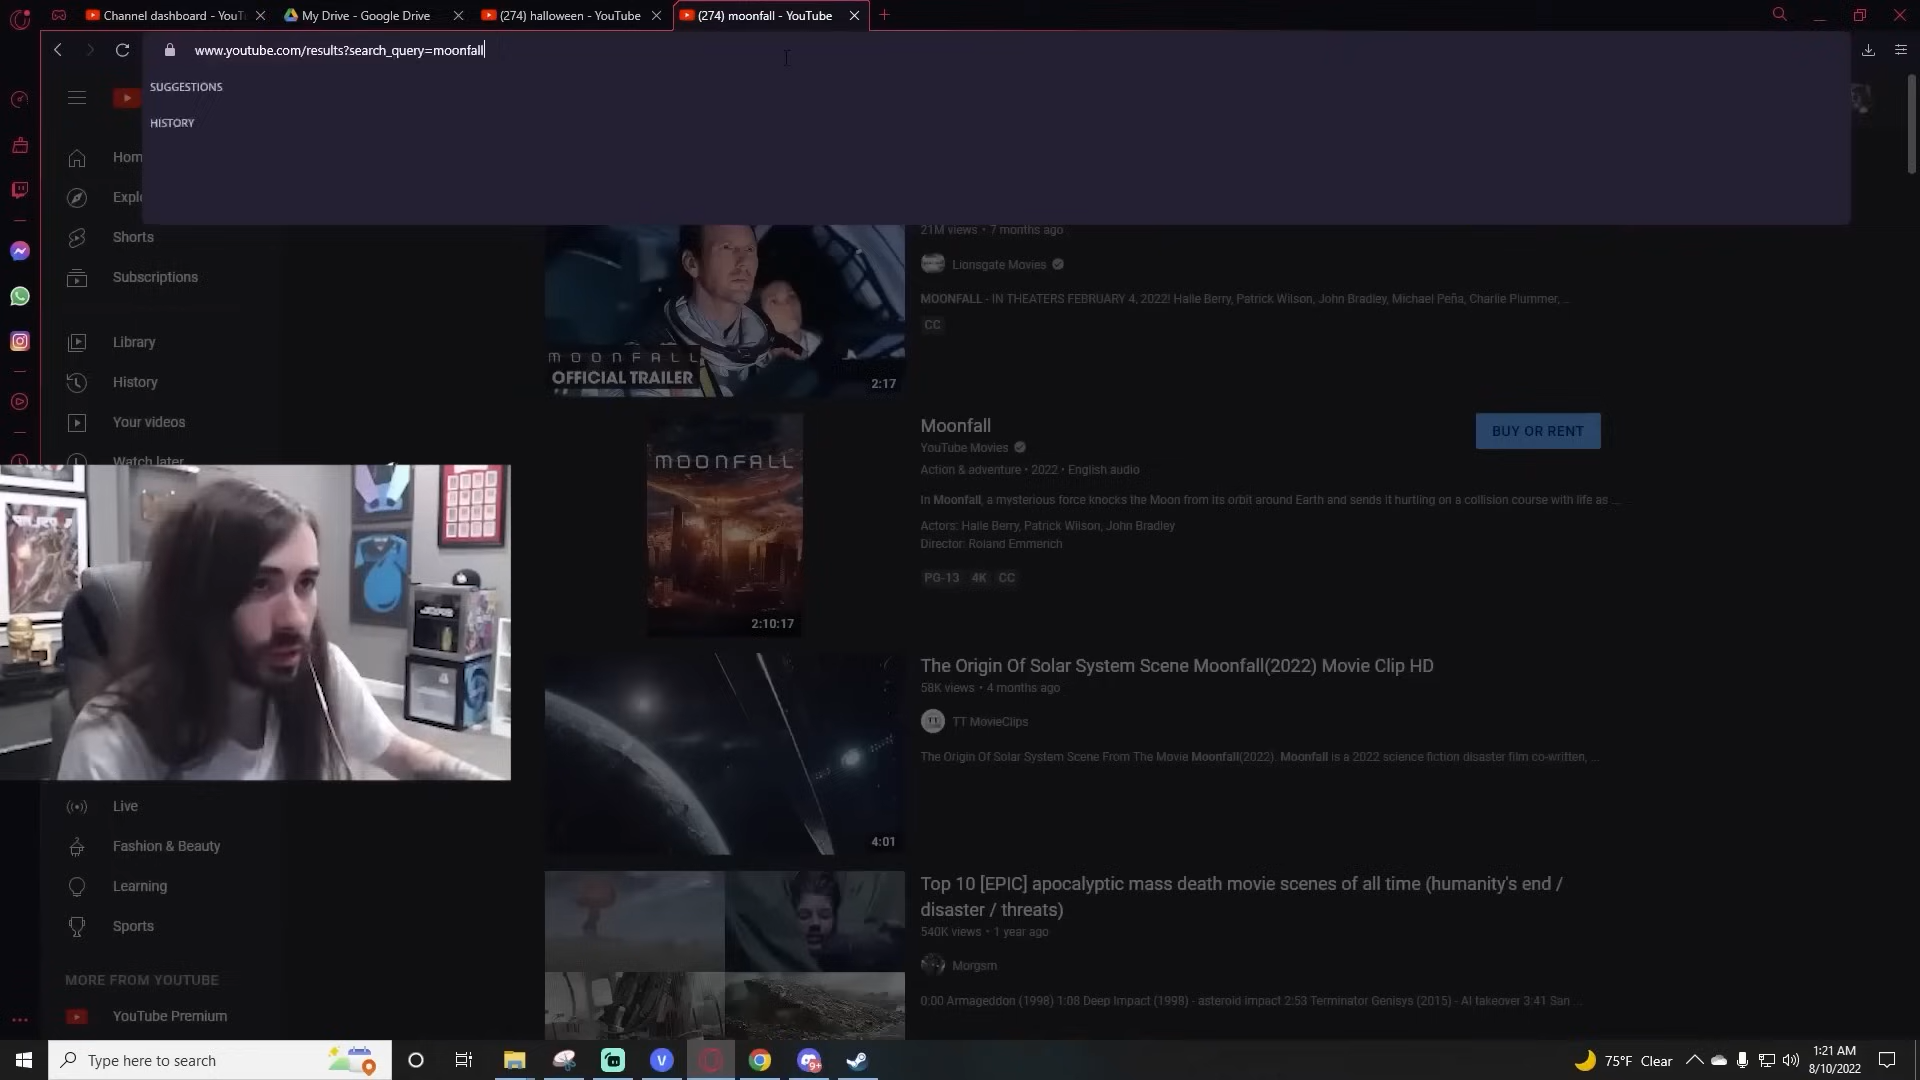 Channel dashboard - YouT
My Drive - Google Drive
(274) halloween - YouTube
(274) moonfall - YouTube
www.youtube.com/results?search_query=moonfall
SUGGESTIONS
HISTORY
Hom
Expl
Shorts
Subscriptions
Library
History
Your videos
Watch later
Live
Fashion & Beauty
Learning
Sports
MORE FROM YOUTUBE
YouTube Premium
MOONFALL
OFFICIAL TRAILER
2:17
21M views • 7 months ago
Lionsgate Movies
MOONFALL - IN THEATERS FEBRUARY 4, 2022! Halle Berry, Patrick Wilson, John Bradley, Michael Peña, Charlie Plummer, ...
CC
MOONFALL
2:10:17
Moonfall
YouTube Movies
Action & adventure • 2022 • English audio
In Moonfall, a mysterious force knocks the Moon from its orbit around Earth and sends it hurtling on a collision course with life as ...
Actors: Halle Berry, Patrick Wilson, John Bradley
Director: Roland Emmerich
PG-13 4K CC
BUY OR RENT
4:01
The Origin Of Solar System Scene Moonfall(2022) Movie Clip HD
58K views • 4 months ago
TT TT MovieClips
The Origin Of Solar System Scene From The Movie Moonfall(2022). Moonfall is a 2022 science fiction disaster film co-written, ...
Top 10 [EPIC] apocalyptic mass death movie scenes of all time (humanity's end /
disaster / threats)
540K views • 1 year ago
Morgsm
0:00 Armageddon (1998) 1:08 Deep Impact (1998) - asteroid impact 2:53 Terminator Genisys (2015) - AI takeover 3:41 San ...
Type here to search
V
9+
75°F Clear
1:21 AM
8/10/2022